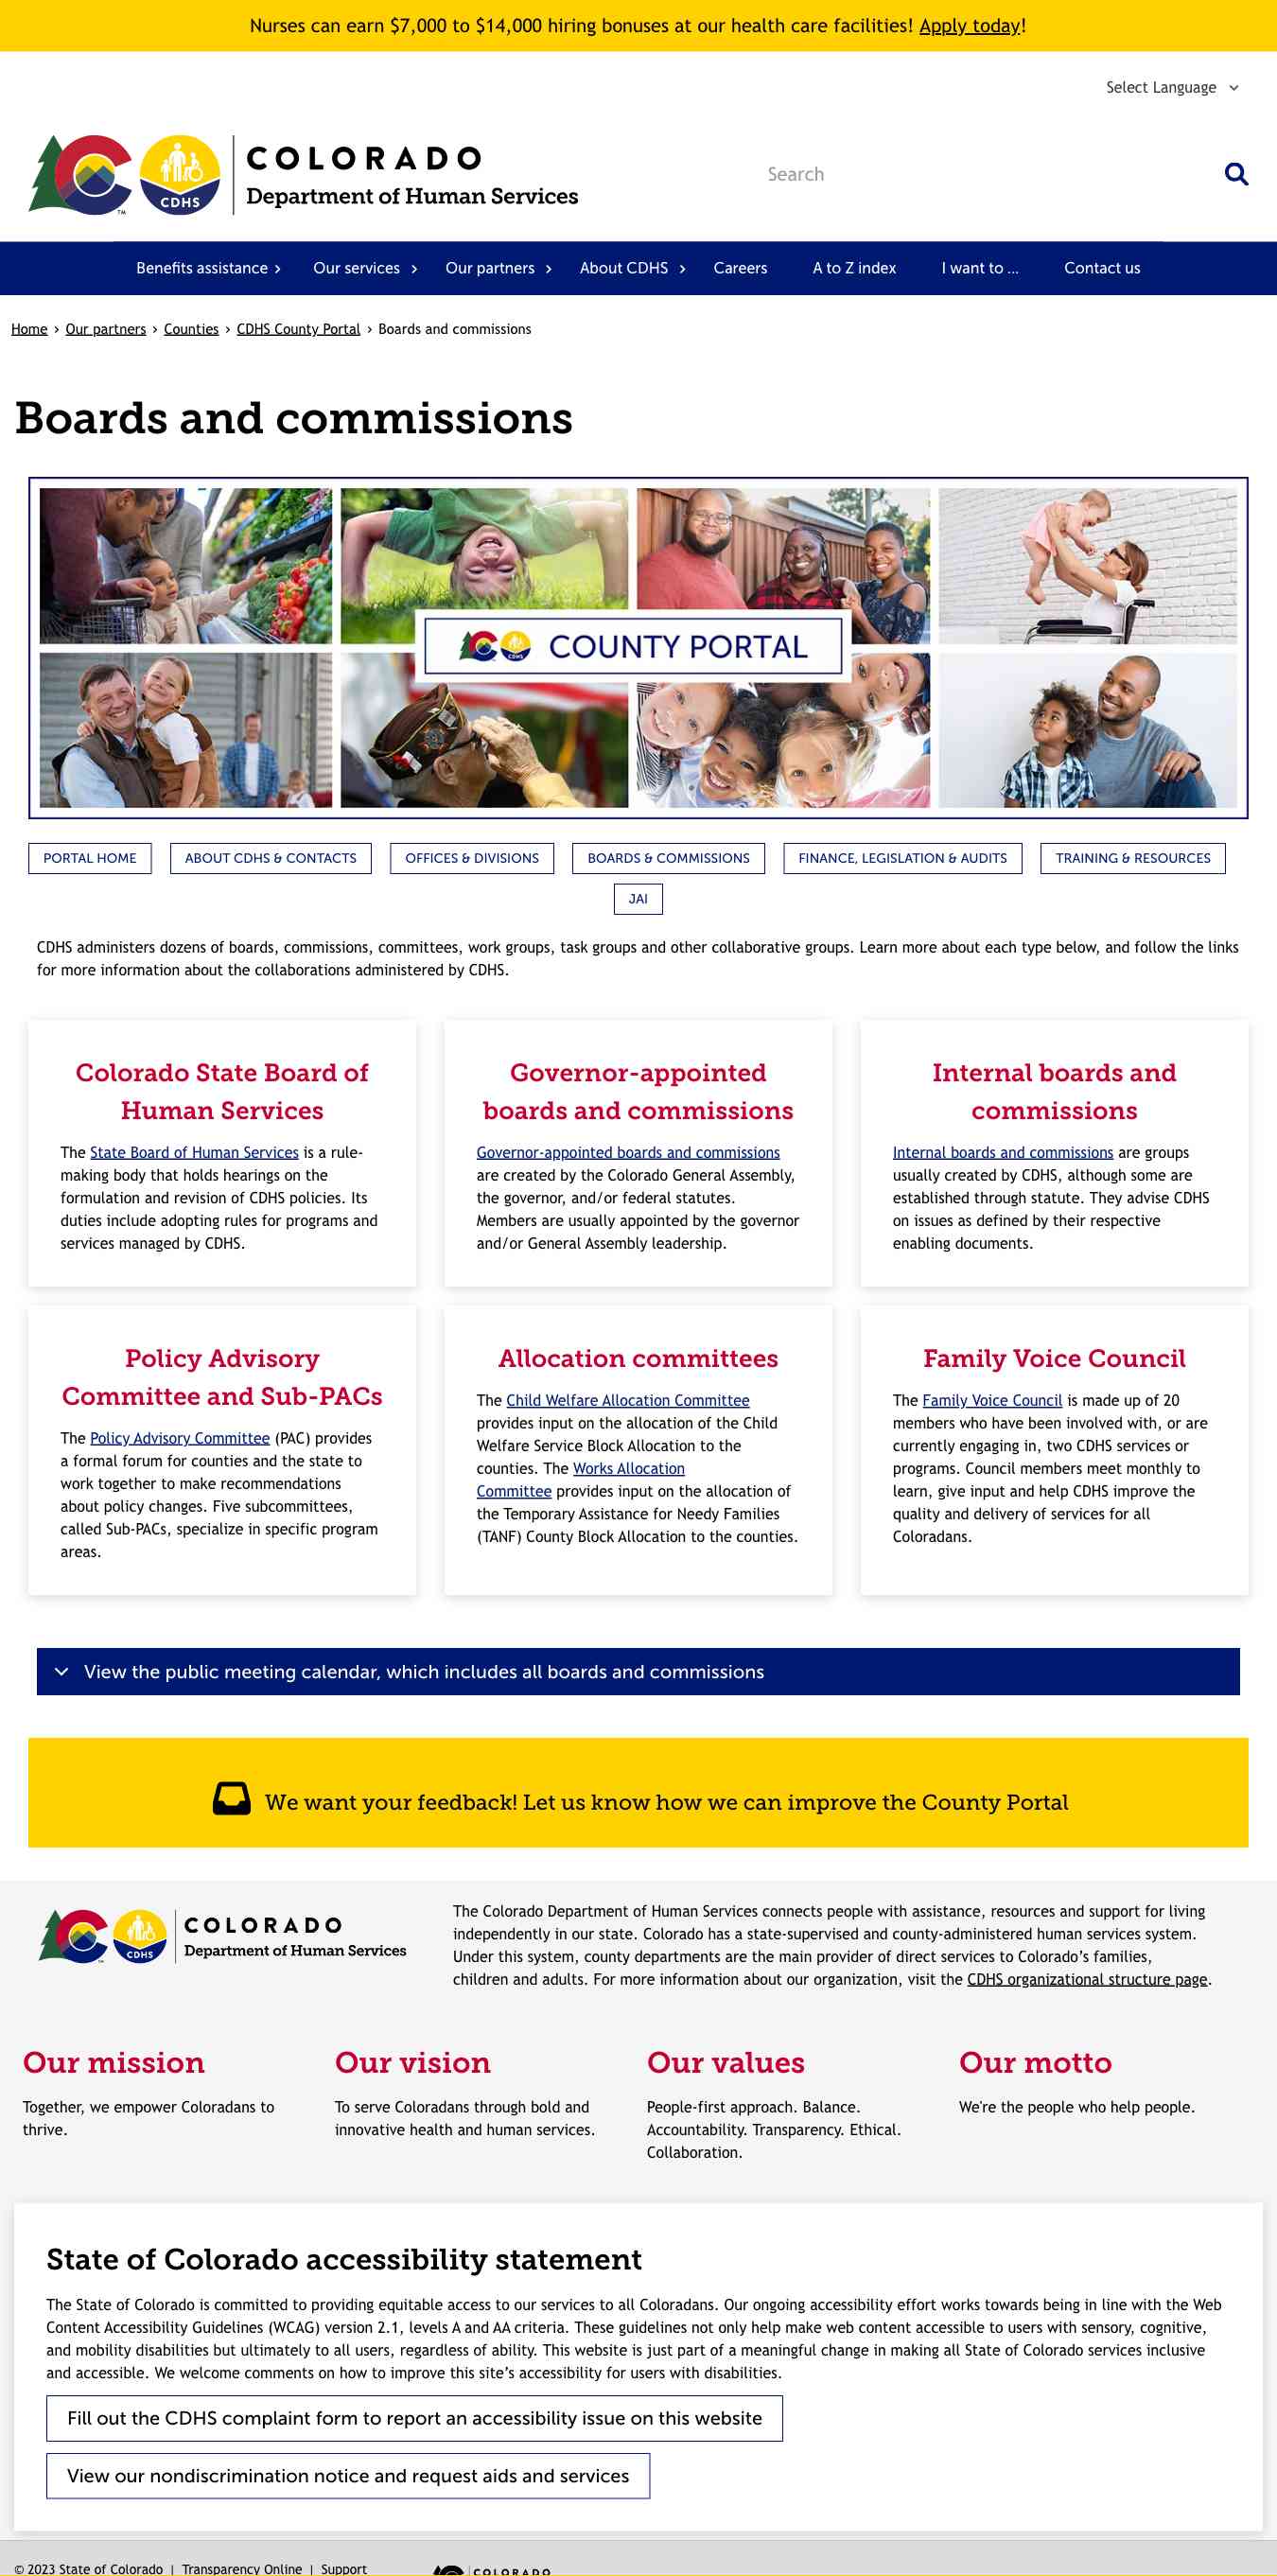 Nurses can earn $7,000 to $14,000 hiring bonuses at our health care facilities! Apply today!
Select Language
CDHS
TM
COLORADO
Department of Human Services
Search
Benefits assistance
Our services
Our partners
About CDHS
Careers
A to Z index
I want to ...
Contact us
Home › Our partners › Counties › CDHS County Portal › Boards and commissions
Boards and commissions
CDHS
COUNTY PORTAL
PORTAL HOME
ABOUT CDHS & CONTACTS
OFFICES & DIVISIONS
BOARDS & COMMISSIONS
FINANCE, LEGISLATION & AUDITS
TRAINING & RESOURCES
JAI
CDHS administers dozens of boards, commissions, committees, work groups, task groups and other collaborative groups. Learn more about each type below, and follow the links
for more information about the collaborations administered by CDHS.
Colorado State Board of
Human Services
The State Board of Human Services is a rule-
making body that holds hearings on the
formulation and revision of CDHS policies. Its
duties include adopting rules for programs and
services managed by CDHS.
Governor-appointed
boards and commissions
Governor-appointed boards and commissions
are created by the Colorado General Assembly,
the governor, and/or federal statutes.
Members are usually appointed by the governor
and/or General Assembly leadership.
Internal boards and
commissions
Internal boards and commissions are groups
usually created by CDHS, although some are
established through statute. They advise CDHS
on issues as defined by their respective
enabling documents.
Policy Advisory
Committee and Sub-PACs
The Policy Advisory Committee (PAC) provides
a formal forum for counties and the state to
work together to make recommendations
about policy changes. Five subcommittees,
called Sub-PACs, specialize in specific program
areas.
Allocation committees
The Child Welfare Allocation Committee
provides input on the allocation of the Child
Welfare Service Block Allocation to the
counties. The Works Allocation
Committee provides input on the allocation of
the Temporary Assistance for Needy Families
(TANF) County Block Allocation to the counties.
Family Voice Council
The Family Voice Council is made up of 20
members who have been involved with, or are
currently engaging in, two CDHS services or
programs. Council members meet monthly to
learn, give input and help CDHS improve the
quality and delivery of services for all
Coloradans.
View the public meeting calendar, which includes all boards and commissions
We want your feedback! Let us know how we can improve the County Portal
CDHS
TM
COLORADO
Department of Human Services
The Colorado Department of Human Services connects people with assistance, resources and support for living
independently in our state. Colorado has a state-supervised and county-administered human services system.
Under this system, county departments are the main provider of direct services to Colorado’s families,
children and adults. For more information about our organization, visit the CDHS organizational structure page.
Our mission
Together, we empower Coloradans to
thrive.
Our vision
To serve Coloradans through bold and
innovative health and human services.
Our values
People-first approach. Balance.
Accountability. Transparency. Ethical.
Collaboration.
Our motto
We're the people who help people.
State of Colorado accessibility statement
The State of Colorado is committed to providing equitable access to our services to all Coloradans. Our ongoing accessibility effort works towards being in line with the Web
Content Accessibility Guidelines (WCAG) version 2.1, levels A and AA criteria. These guidelines not only help make web content accessible to users with sensory, cognitive,
and mobility disabilities but ultimately to all users, regardless of ability. This website is just part of a meaningful change in making all State of Colorado services inclusive
and accessible. We welcome comments on how to improve this site’s accessibility for users with disabilities.
Fill out the CDHS complaint form to report an accessibility issue on this website
View our nondiscrimination notice and request aids and services
© 2023 State of Colorado | Transparency Online | Support
COLORADO